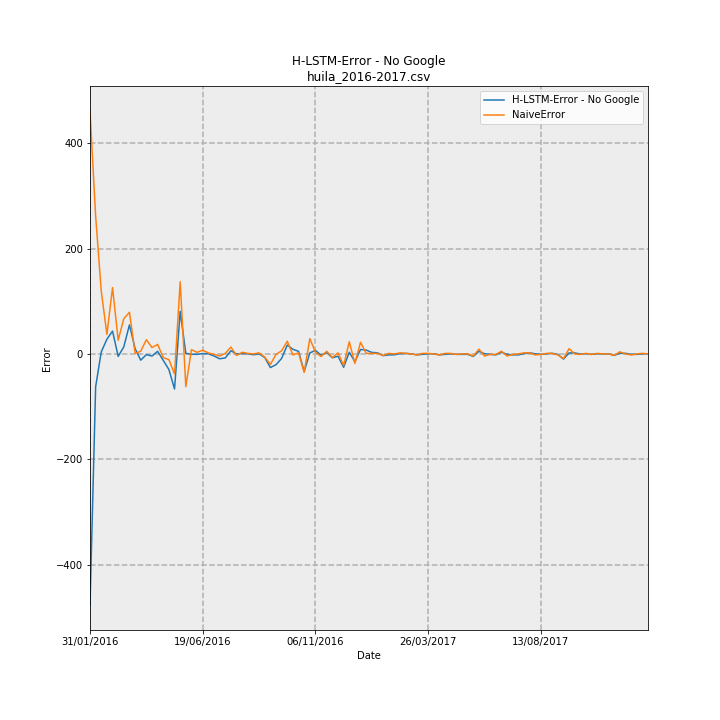 H-LSTM-Error - No Google
huila_2016-2017.csv
H-LSTM-Error - No Google
NaiveError
400
200
0
−200
−400
Error
31/01/2016
19/06/2016
06/11/2016
26/03/2017
13/08/2017
Date